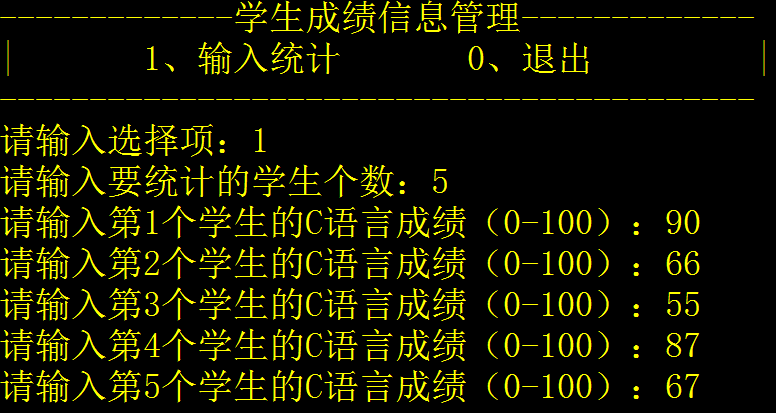 -------------学生成绩信息管理-------------
|       1、输入统计       0、退出         |
------------------------------------------
请输入选择项：1
请输入要统计的学生个数：5
请输入第1个学生的C语言成绩（0-100）：90
请输入第2个学生的C语言成绩（0-100）：66
请输入第3个学生的C语言成绩（0-100）：55
请输入第4个学生的C语言成绩（0-100）：87
请输入第5个学生的C语言成绩（0-100）：67